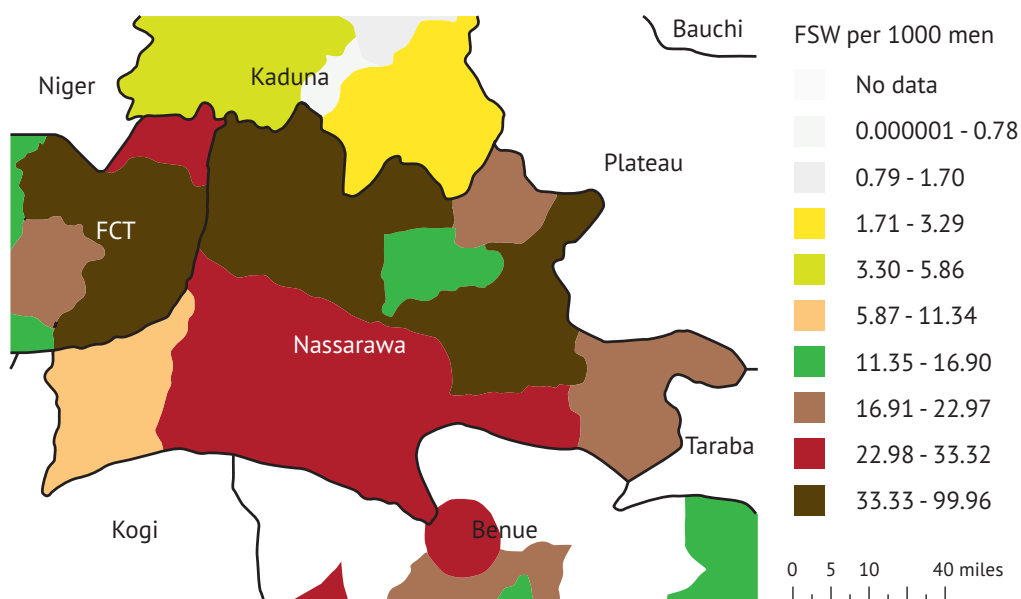 Bauchi
Niger
Kaduna
Plateau
FCT
Nassarawa
Taraba
Kogi
Benue
FSW per 1000 men
No data
0.000001 - 0.78
0.79 - 1.70
1.71 - 3.29
3.30 - 5.86
5.87 - 11.34
11.35 - 16.90
16.91 - 22.97
22.98 - 33.32
33.33 - 99.96
0 5 10 40 miles